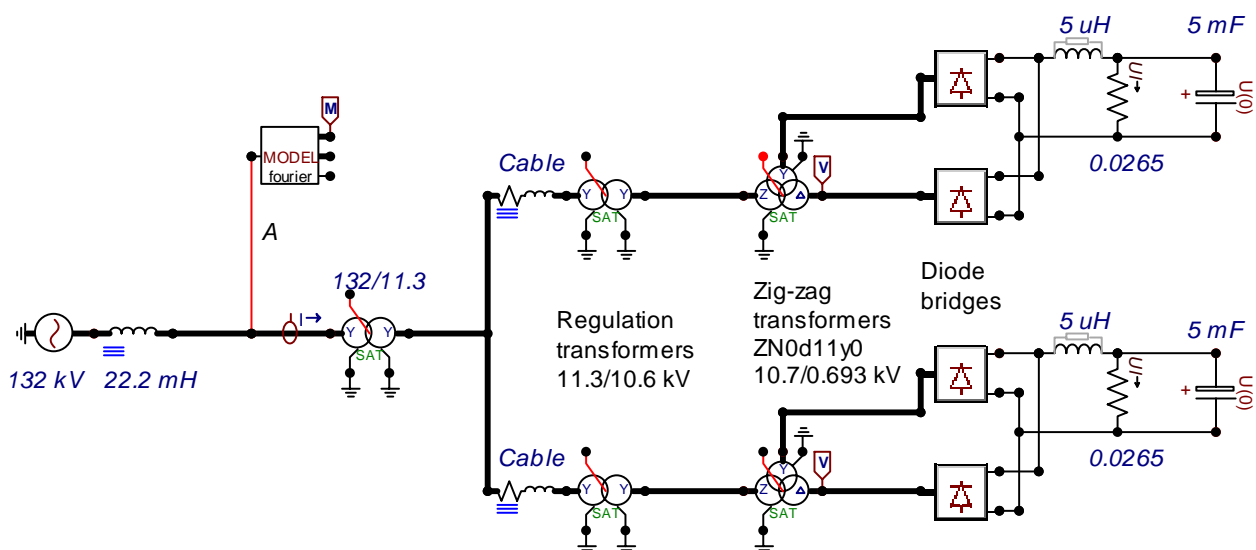 5 uH
5 mF
M
MODEL
fourier
UI
+
U(0)
Y
Cable
V
0.0265
Y
Y
Z
Δ
SAT
SAT
A
132/11.3
I
Y
Y
SAT
132 kV
22.2 mH
Regulation
transformers
11.3/10.6 kV
Zig-zag
transformers
ZN0d11y0
10.7/0.693 kV
Diode
bridges
5 uH
5 mF
UI
+
U(0)
Y
Cable
V
0.0265
Y
Y
Z
Δ
SAT
SAT